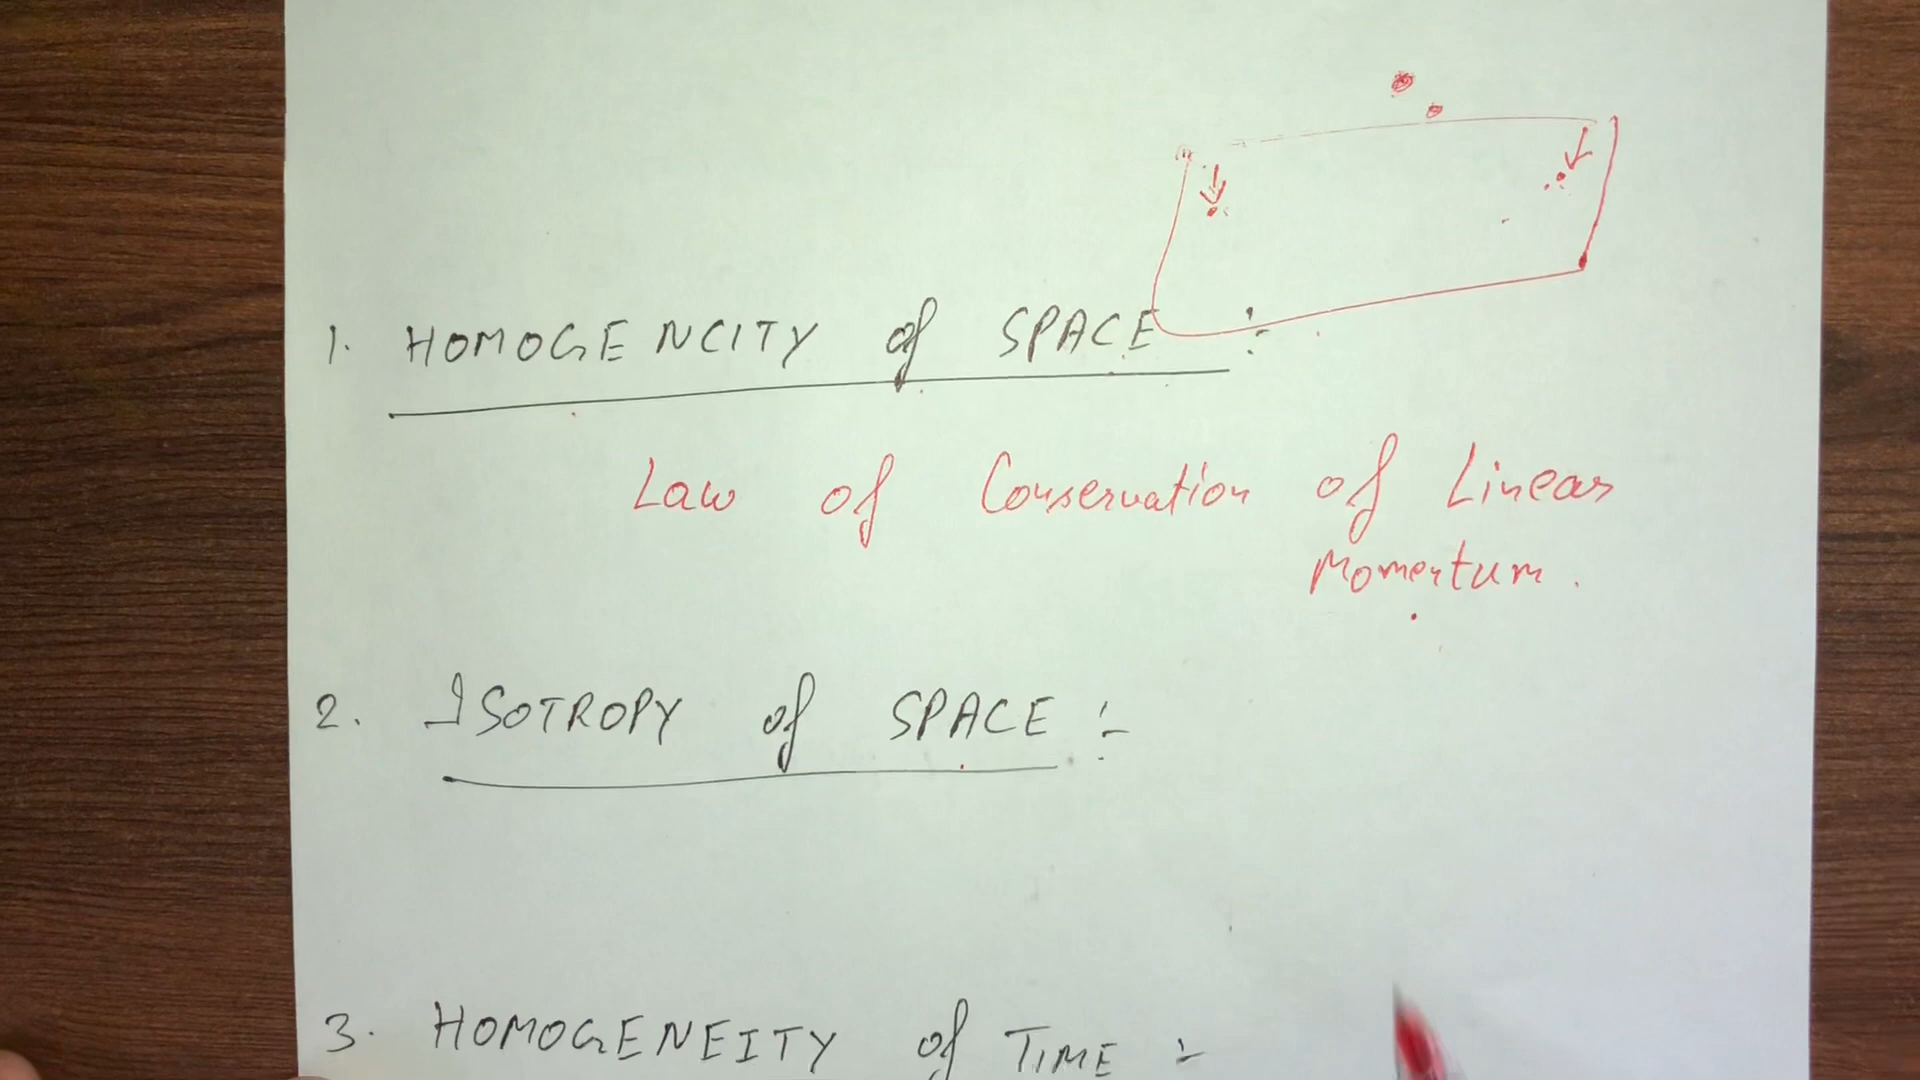 1. HOMOGENCITY of SPACE :-
Law of Conservation of Linear
Momentum.
2. ISOTROPY of SPACE :-
3. HOMOGENEITY of TIME :-